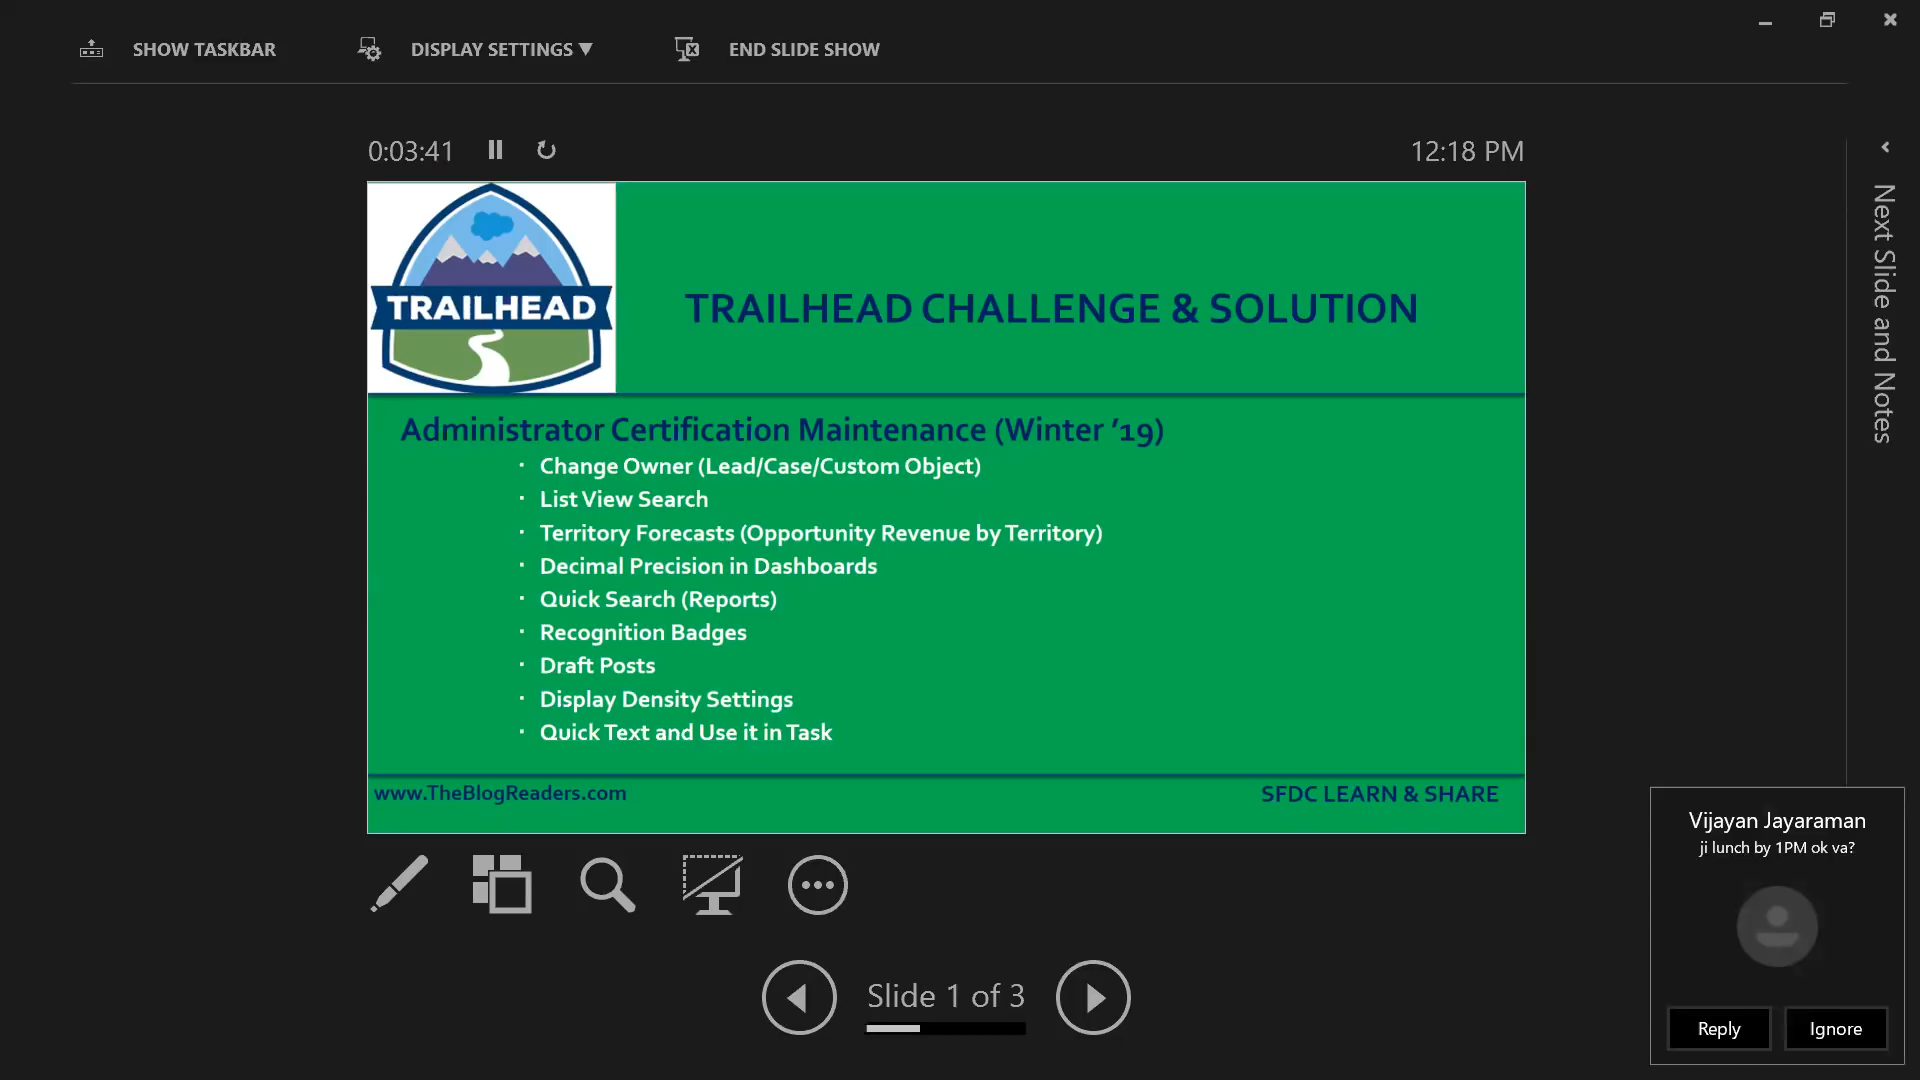 SHOW TASKBAR
DISPLAY SETTINGS ▼
END SLIDE SHOW
0:03:41
12:18 PM
TRAILHEAD
TRAILHEAD CHALLENGE & SOLUTION
Administrator Certification Maintenance (Winter '19)
· Change Owner (Lead/Case/Custom Object)
· List View Search
· Territory Forecasts (Opportunity Revenue by Territory)
· Decimal Precision in Dashboards
· Quick Search (Reports)
· Recognition Badges
· Draft Posts
· Display Density Settings
· Quick Text and Use it in Task
www.TheBlogReaders.com
SFDC LEARN & SHARE
Slide 1 of 3
Next Slide and Notes
Vijayan Jayaraman
ji lunch by 1PM ok va?
Reply
Ignore